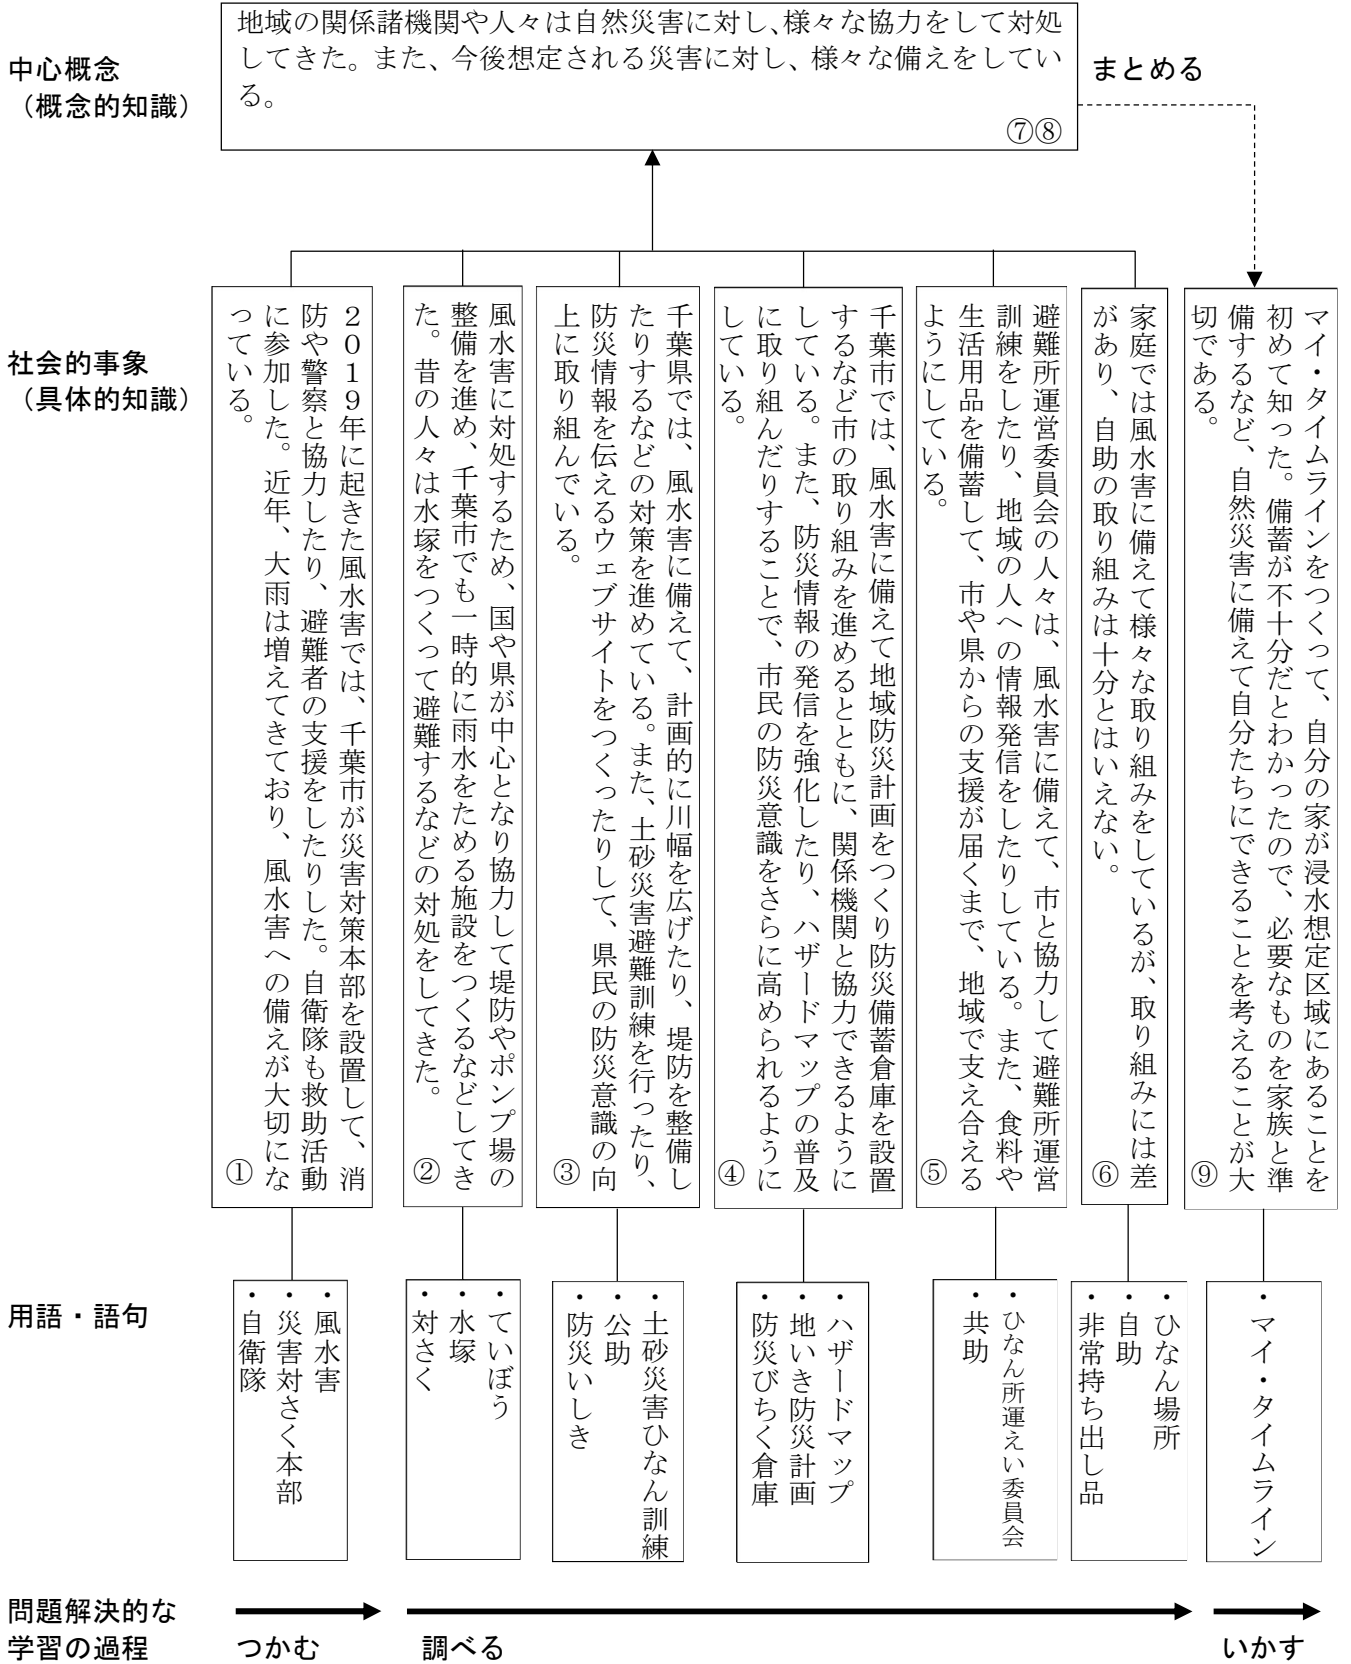 中心概念
（概念的知識）
地域の関係諸機関や人々は自然災害に対し、様々な協力をして対処
してきた。また、今後想定される災害に対し、様々な備えをしてい
る。
⑦⑧
まとめる
社会的事象
（具体的知識）
２０１９年に起きた風水害では、千葉市が災害対策本部を設置して、消
防や警察と協力したり、避難者の支援をしたりした。自衛隊も救助活動
に参加した。近年、大雨は増えてきており、風水害への備えが大切にな
っている。
①
風水害に対処するため、国や県が中心となり協力して堤防やポンプ場の
整備を進め、千葉市でも一時的に雨水をためる施設をつくるなどしてき
た。昔の人々は水塚をつくって避難するなどの対処をしてきた。
②
千葉県では、風水害に備えて、計画的に川幅を広げたり、堤防を整備し
たりするなどの対策を進めている。また、土砂災害避難訓練を行ったり、
防災情報を伝えるウェブサイトをつくったりして、県民の防災意識の向
上に取り組んでいる。
③
千葉市では、風水害に備えて地域防災計画をつくり防災備蓄倉庫を設置
するなど市の取り組みを進めるとともに、関係機関と協力できるように
している。また、防災情報の発信を強化したり、ハザードマップの普及
に取り組んだりすることで、市民の防災意識をさらに高められるように
している。
④
避難所運営委員会の人々は、風水害に備えて、市と協力して避難所運営
訓練をしたり、地域の人への情報発信をしたりしている。また、食料や
生活用品を備蓄して、市や県からの支援が届くまで、地域で支え合える
ようにしている。
⑤
家庭では風水害に備えて様々な取り組みをしているが、取り組みには差
があり、自助の取り組みは十分とはいえない。
⑥
マイ・タイムラインをつくって、自分の家が浸水想定区域にあることを
初めて知った。備蓄が不十分だとわかったので、必要なものを家族と準
備するなど、自然災害に備えて自分たちにできることを考えることが大
切である。
⑨
用語・語句
・風水害
・災害対さく本部
・自衛隊
・ていぼう
・水塚
・対さく
・土砂災害ひなん訓練
・公助
・防災いしき
・ハザードマップ
・地いき防災計画
・防災びちく倉庫
・ひなん所運えい委員会
・共助
・ひなん場所
・自助
・非常持ち出し品
・マイ・タイムライン
問題解決的な
学習の過程
つかむ
調べる
いかす